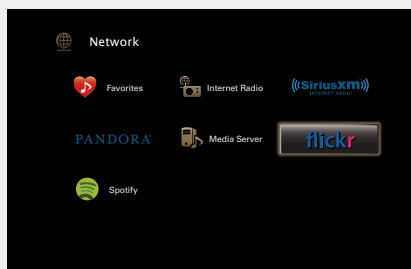 Network
Favorites
Internet Radio
((SiriusXM))
INTERNET RADIO
PANDORA
Media Server
flickr
Spotify